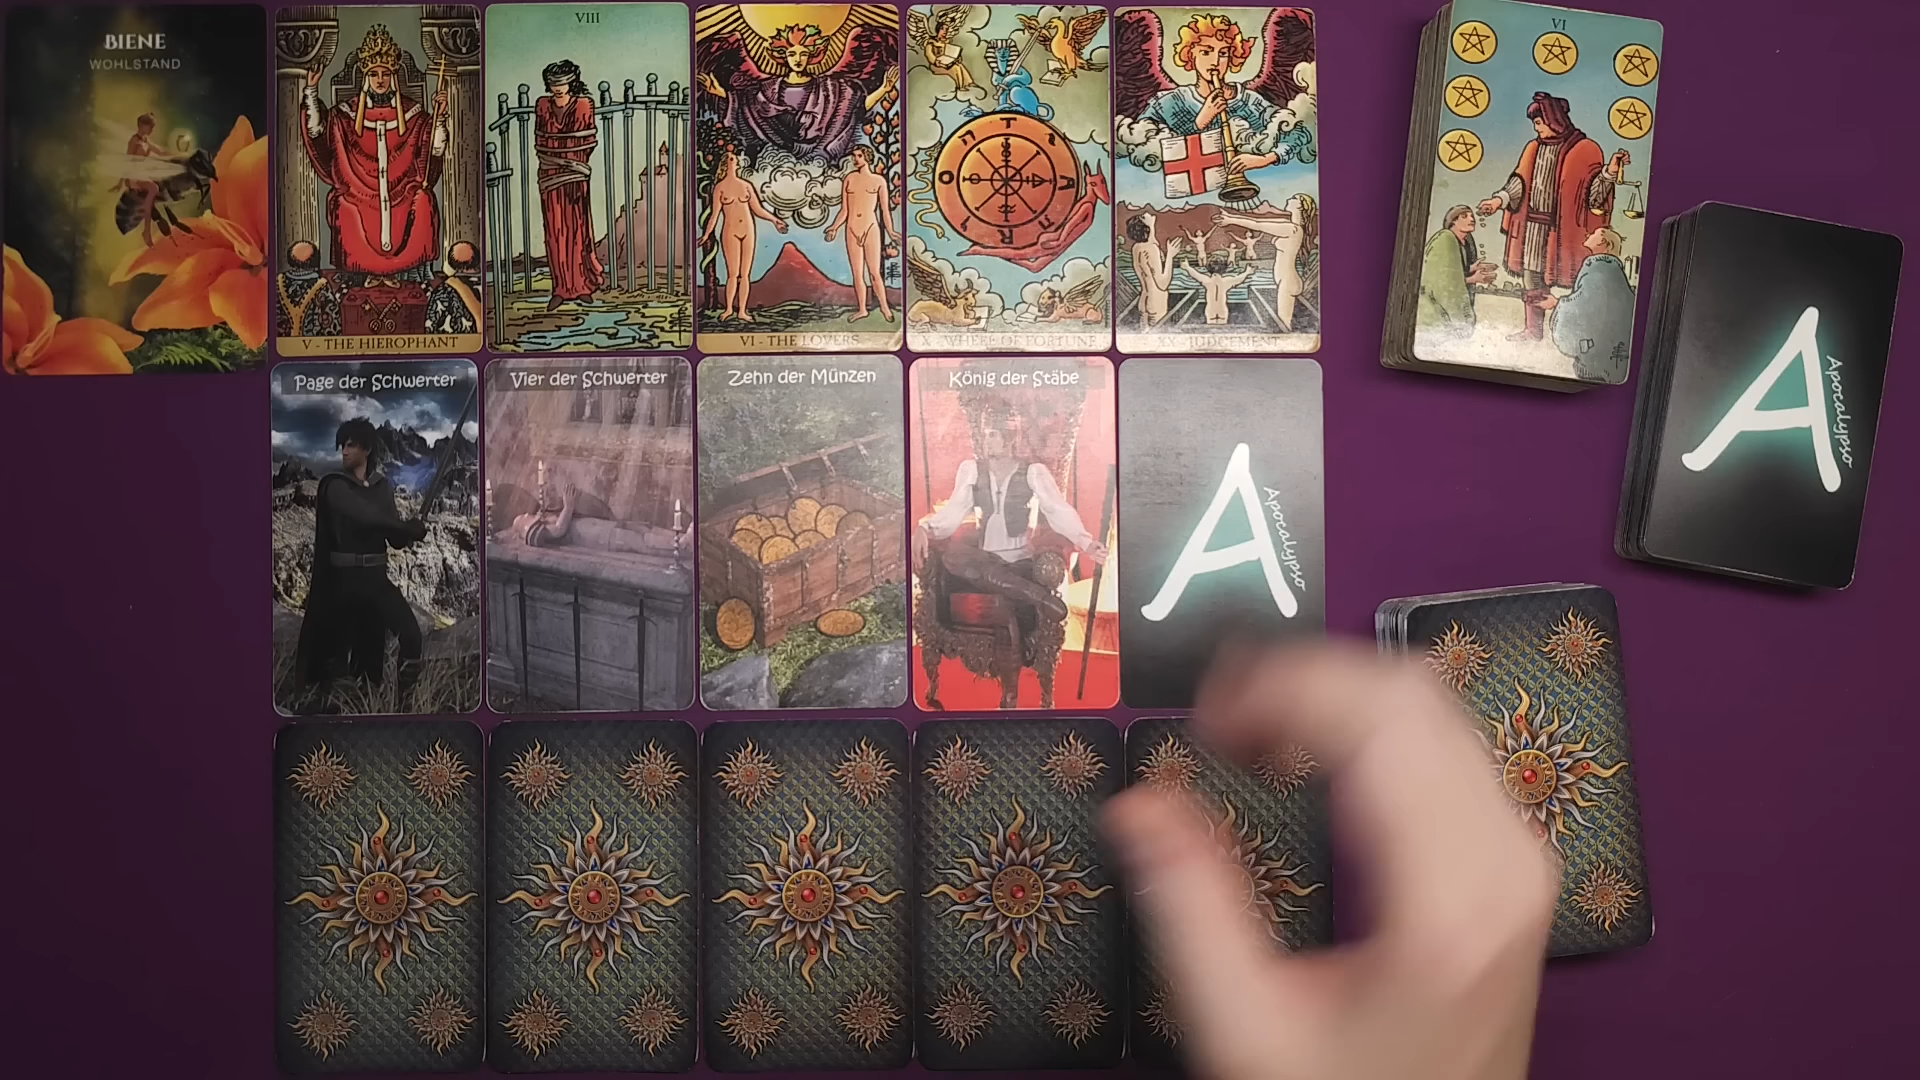 BIENE
WOHLSTAND
V - THE HIEROPHANT
VIII
VI - THE LOVERS
X - WHEEL OF FORTUNE
XX - JUDGEMENT
VI
Page der Schwerter
Vier der Schwerter
Zehn der Münzen
König der Stäbe
A
Apocalypso
A
Apocalypso